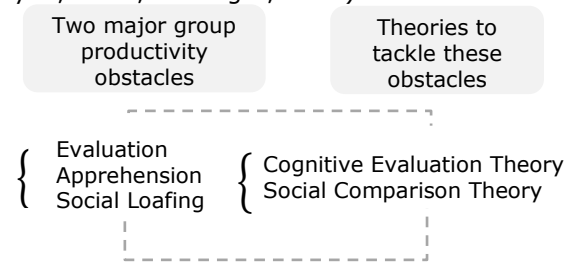 Two major group
productivity
obstacles
Theories to
tackle these
obstacles
Evaluation
Apprehension
Social Loafing
Cognitive Evaluation Theory
Social Comparison Theory